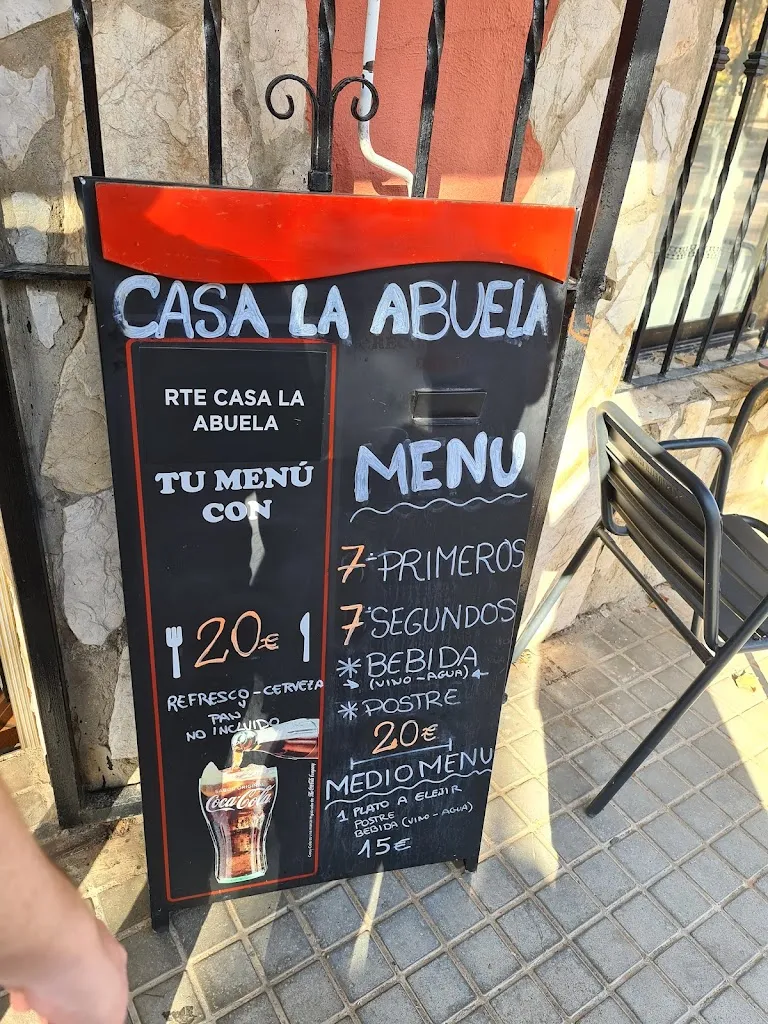 CASA LA ABUELA
RTE CASA LA
ABUELA
TU MENÚ
CON
20€
REFRESCO - CERVEZA
Y
PAN
NO INCLUIDO
Coca-Cola
MENU
7 PRIMEROS
7 SEGUNDOS
* BEBIDA
(VINO - AGUA)
* POSTRE
20€
MEDIO MENU
1 PLATO A ELEJIR
POSTRE
BEBIDA (VINO - AGUA)
15€